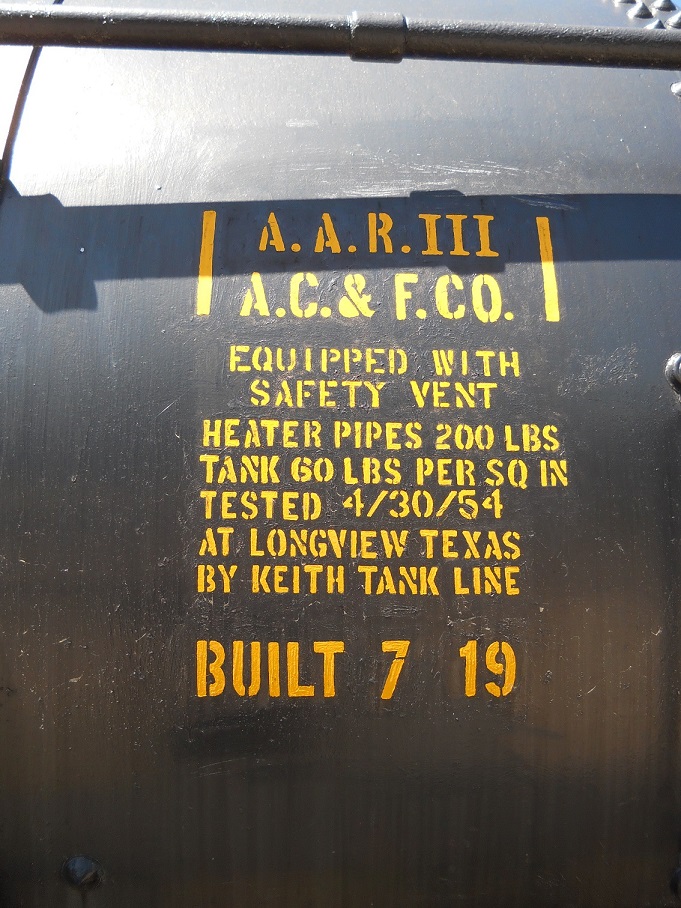 A.A.R.III
A.C.& F.CO.
EQUIPPED WITH
SAFETY VENT
HEATER PIPES 200 LBS
TANK 60 LBS PER SQ IN
TESTED 4/30/54
AT LONGVIEW TEXAS
BY KEITH TANK LINE
BUILT 7 19